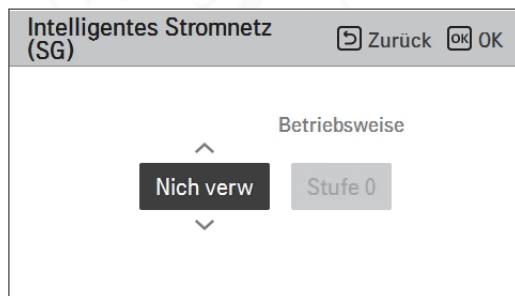 Intelligentes Stromnetz
(SG)
Zurück OK OK
Betriebsweise
Nich verw Stufe 0